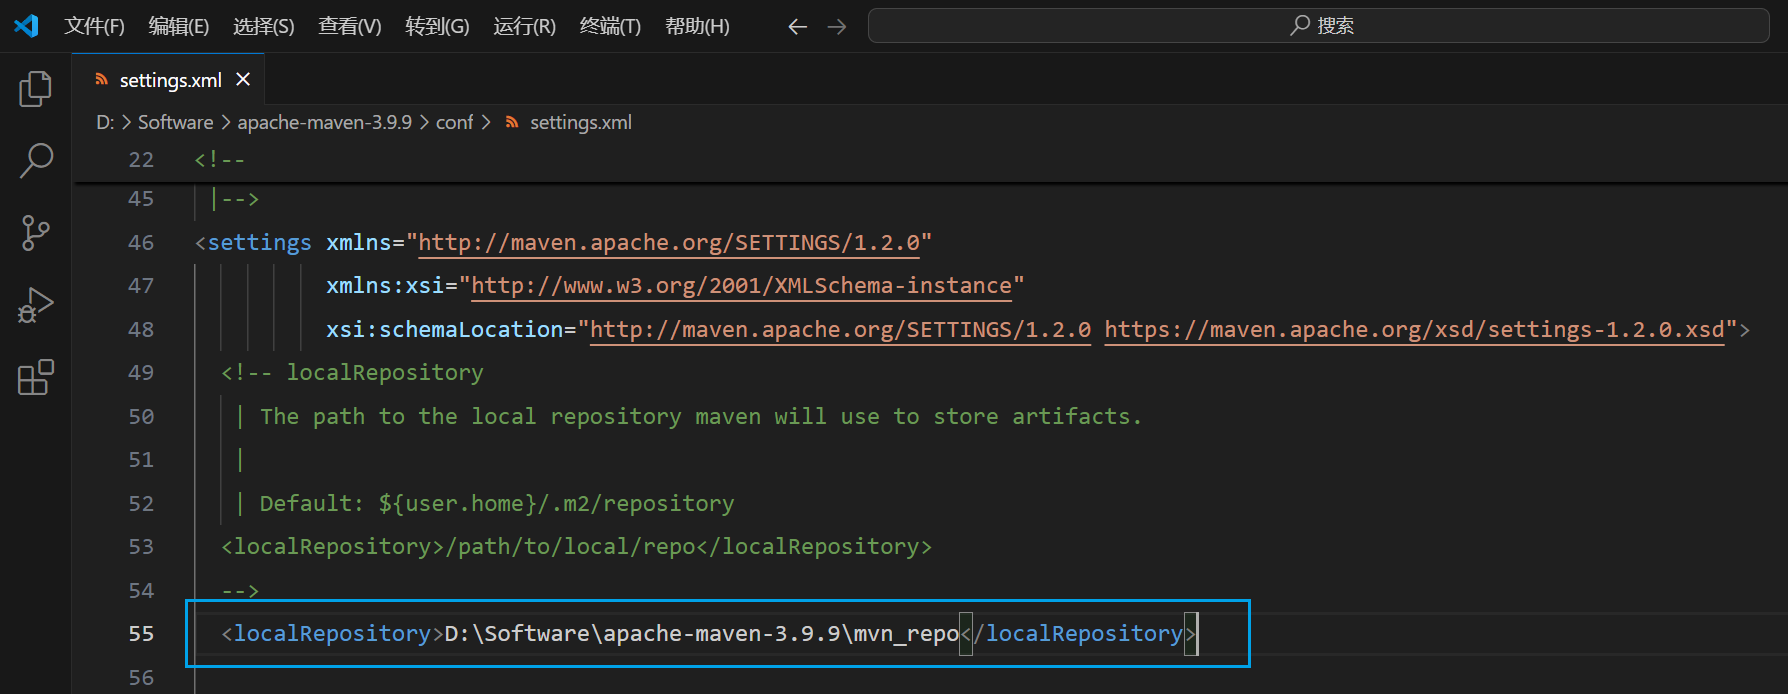 文件(F) 编辑(E) 选择(S) 查看(V) 转到(G) 运行(R) 终端(T) 帮助(H) 搜索
settings.xml
D: > Software > apache-maven-3.9.9 > conf > settings.xml
22 <!--
45 |-->
46 <settings xmlns="http://maven.apache.org/SETTINGS/1.2.0"
47 xmlns:xsi="http://www.w3.org/2001/XMLSchema-instance"
48 xsi:schemaLocation="http://maven.apache.org/SETTINGS/1.2.0 https://maven.apache.org/xsd/settings-1.2.0.xsd">
49 <!-- localRepository
50 | The path to the local repository maven will use to store artifacts.
51 |
52 | Default: ${user.home}/.m2/repository
53 <localRepository>/path/to/local/repo</localRepository>
54 -->
55 <localRepository>D:\Software\apache-maven-3.9.9\mvn_repo</localRepository>
56